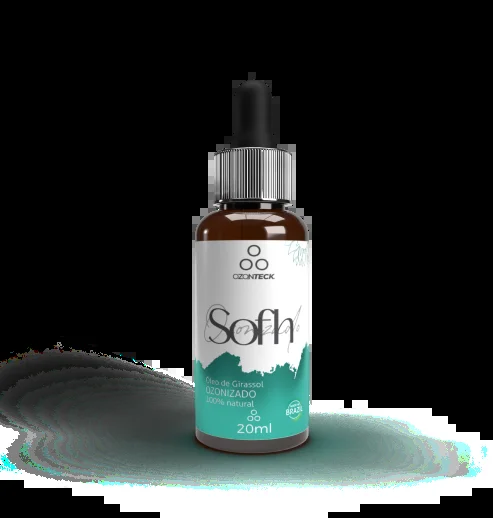 OZONTECK
Sofh
Óleo de Girassol
OZONIZADO
100% natural
BRAZIL
20ml